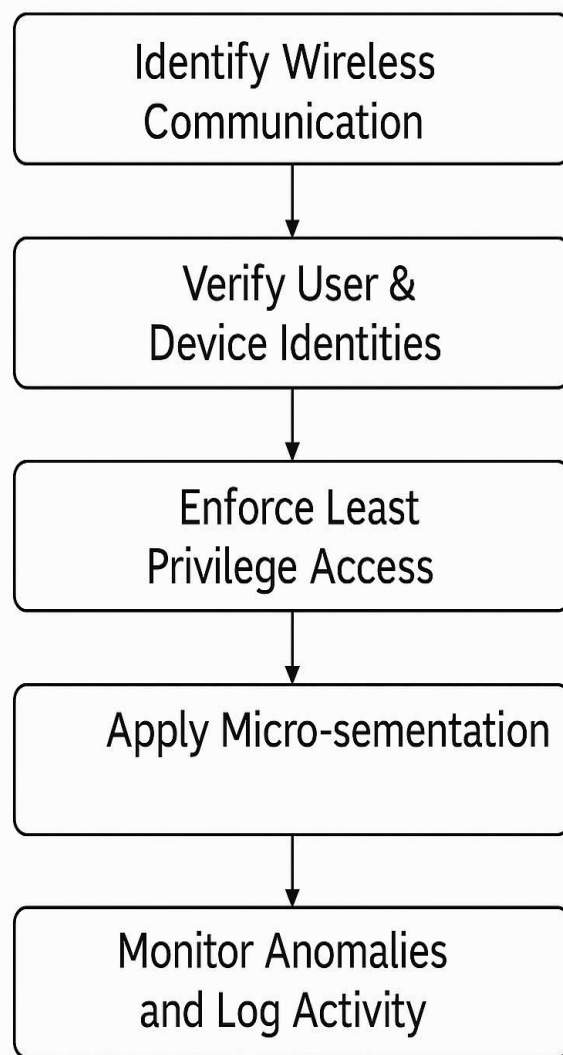 Identify Wireless
Communication
Verify User &
Device Identities
Enforce Least
Privilege Access
Apply Micro-sementation
Monitor Anomalies
and Log Activity